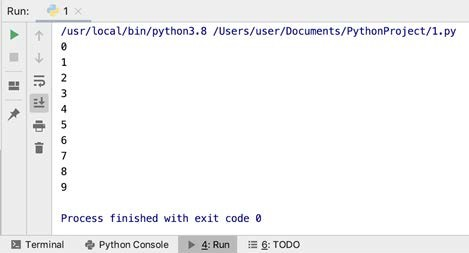 Run: 1
/usr/local/bin/python3.8 /Users/user/Documents/PythonProject/1.py
0
1
2
3
4
5
6
7
8
9
Process finished with exit code 0
Terminal Python Console 4: Run 6: TODO